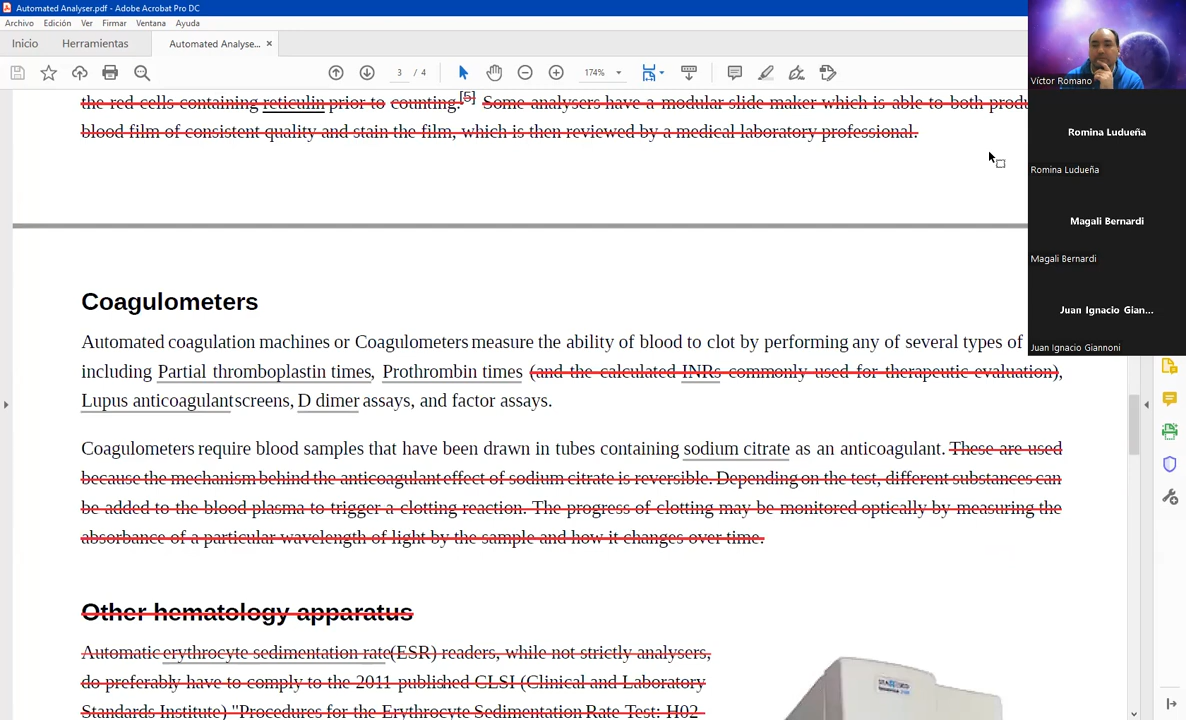 Automated Analyser.pdf - Adobe Acrobat Pro DC
Archivo Edición Ver Firmar Ventana Ayuda
Inicio Herramientas Automated Analyse... ×
3 / 4 174%
the red cells containing reticulin prior to counting.[5] Some analysers have a modular slide maker which is able to both
blood film of consistent quality and stain the film, which is then reviewed by a medical laboratory professional.
Coagulometers
Automated coagulation machines or Coagulometers measure the ability of blood to clot by performing any of several types of
including Partial thromboplastin times, Prothrombin times (and the calculated INRs commonly used for therapeutic evaluation),
Lupus anticoagulant screens, D dimer assays, and factor assays.
Coagulometers require blood samples that have been drawn in tubes containing sodium citrate as an anticoagulant. These are used
because the mechanism behind the anticoagulant effect of sodium citrate is reversible. Depending on the test, different substances can
be added to the blood plasma to trigger a clotting reaction. The progress of clotting may be monitored optically by measuring the
absorbance of a particular wavelength of light by the sample and how it changes over time.
Other hematology apparatus
Automatic erythrocyte sedimentation rate (ESR) readers, while not strictly analysers,
do preferably have to comply to the 2011-published CLSI (Clinical and Laboratory
Standards Institute) "Procedures for the Erythrocyte Sedimentation Rate Test: H02-
Víctor Romano
Romina Ludueña
Romina Ludueña
Magali Bernardi
Magali Bernardi
Juan Ignacio Gian...
Juan Ignacio Giannoni